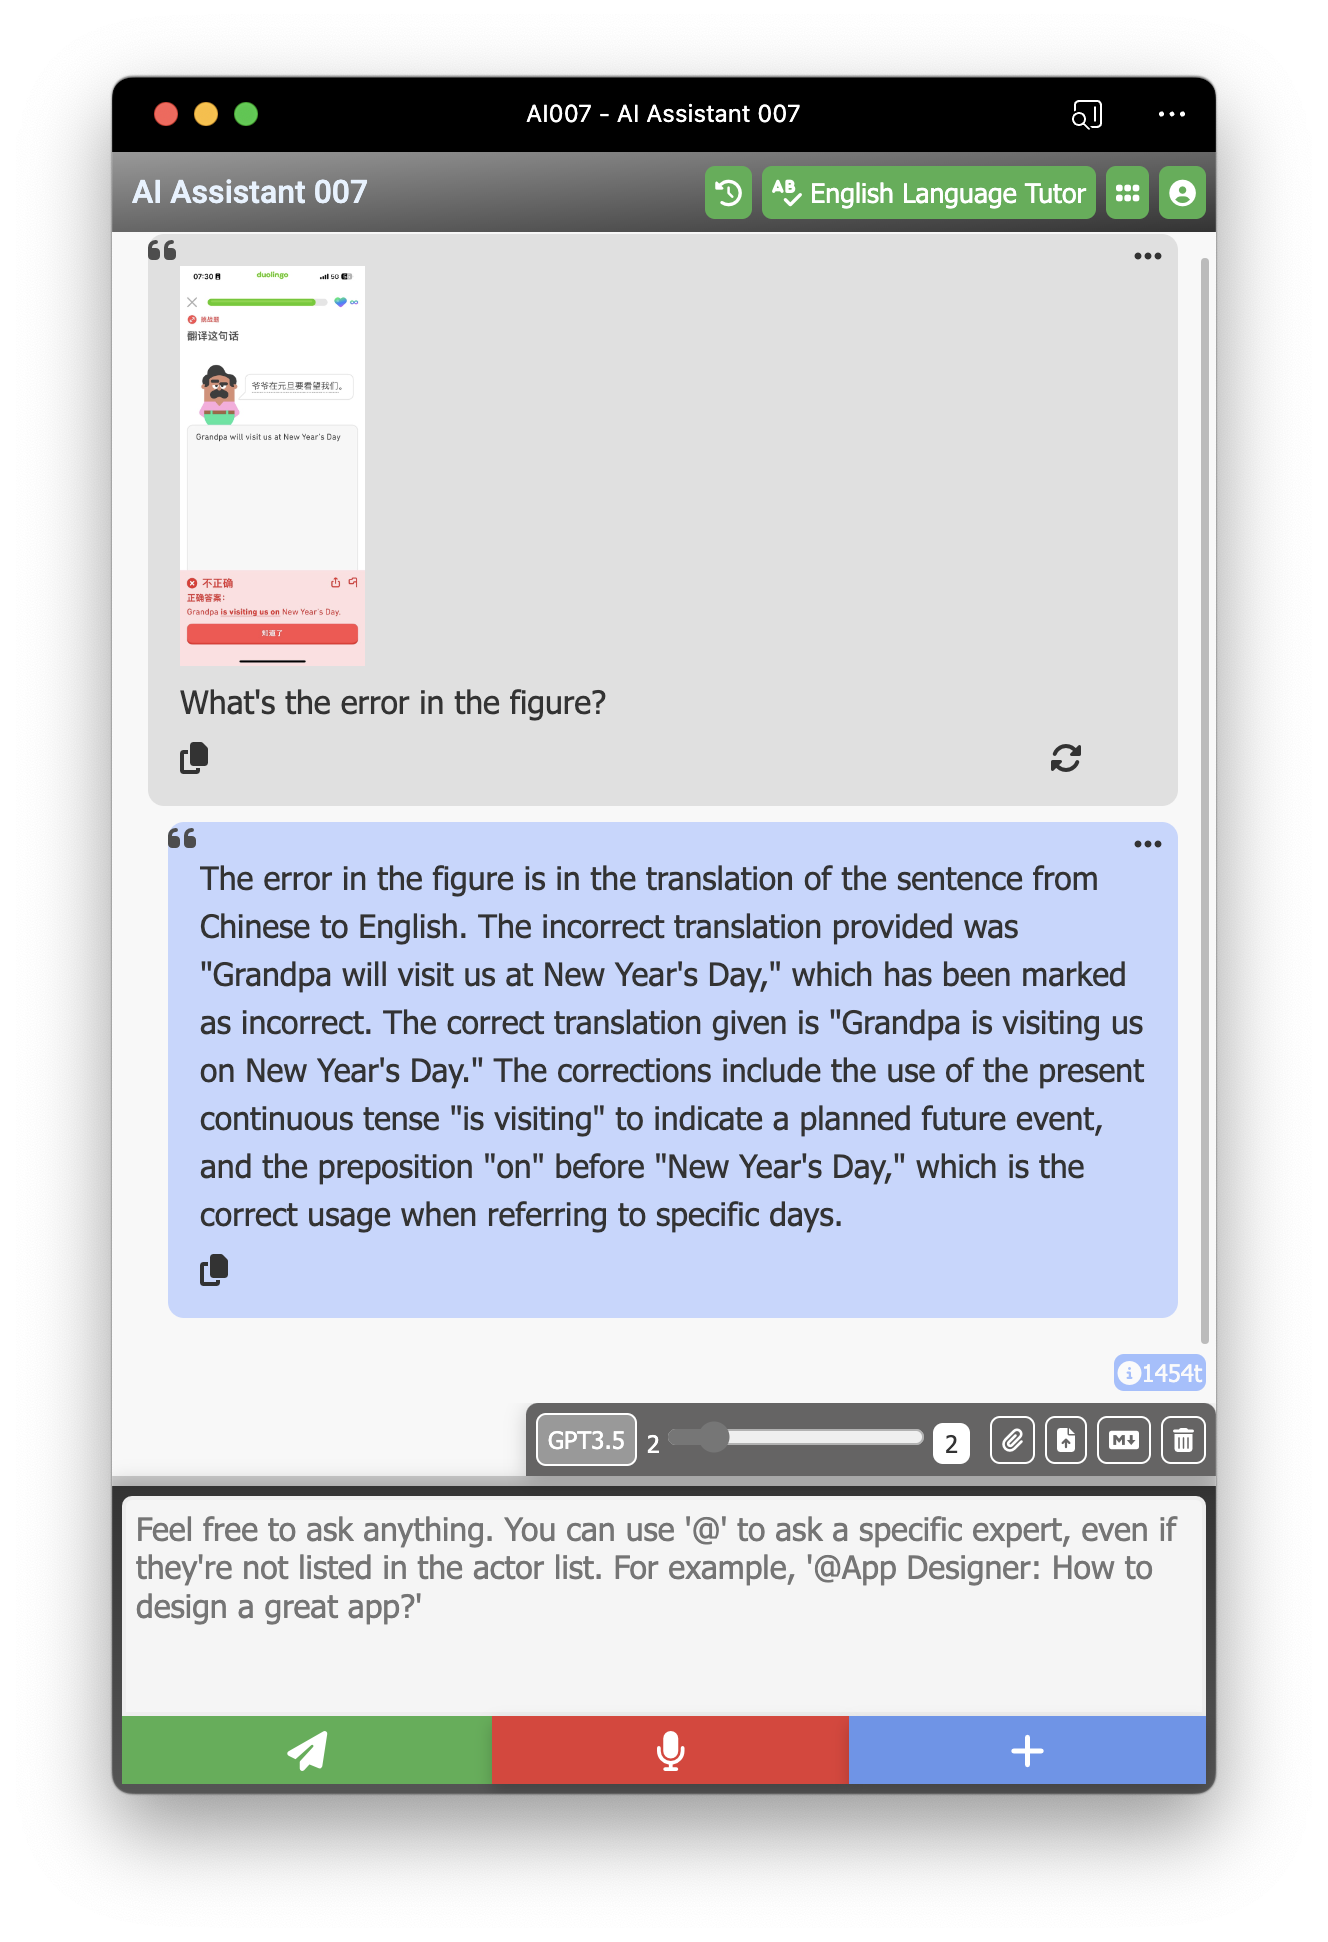 AI007 - AI Assistant 007
AI Assistant 007
AB
English Language Tutor
07:30
duolingo
5G
挑战题
翻译这句话
爷爷在元旦要看望我们。
Grandpa will visit us at New Year's Day
不正确
正确答案:
Grandpa is visiting us on New Year's Day.
知道了
What's the error in the figure?
The error in the figure is in the translation of the sentence from
Chinese to English. The incorrect translation provided was
"Grandpa will visit us at New Year's Day," which has been marked
as incorrect. The correct translation given is "Grandpa is visiting us
on New Year's Day." The corrections include the use of the present
continuous tense "is visiting" to indicate a planned future event,
and the preposition "on" before "New Year's Day," which is the
correct usage when referring to specific days.
1454t
GPT3.5
2
2
M
Feel free to ask anything. You can use '@' to ask a specific expert, even if
they're not listed in the actor list. For example, '@App Designer: How to
design a great app?'